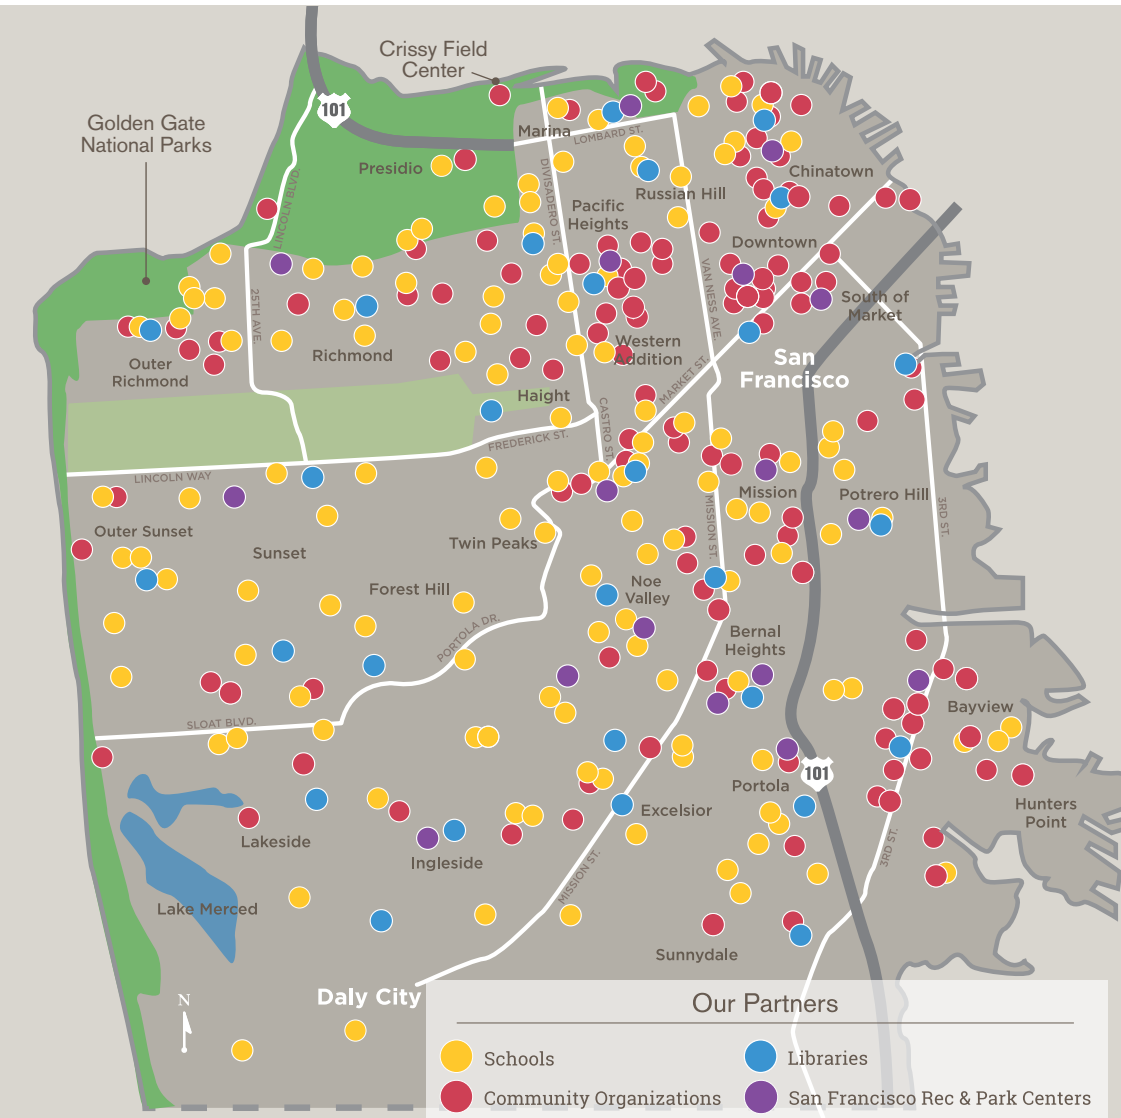 Crissy Field
Center
101
Golden Gate
National Parks
Marina
LOMBARD ST.
Presidio
DIVISADERO ST.
Chinatown
LINCOLN BLVD.
Russian Hill
Pacific
Heights
Downtown
VAN NESS AVE.
25TH AVE.
South of
Market
Richmond
Western
Addition
Outer
Richmond
San
Francisco
MARKET ST.
Haight
CASTRO ST.
FREDERICK ST.
LINCOLN WAY
Mission
Potrero Hill
MISSION ST.
3RD ST.
Outer Sunset
Twin Peaks
Sunset
Forest Hill
Noe
Valley
PORTOLA DR.
Bernal
Heights
SLOAT BLVD.
Bayview
101
Portola
Hunters
Point
Excelsior
Lakeside
Ingleside
3RD ST.
MISSION ST.
Lake Merced
Sunnydale
Daly City
N
Our Partners
Schools
Libraries
Community Organizations
San Francisco Rec & Park Centers